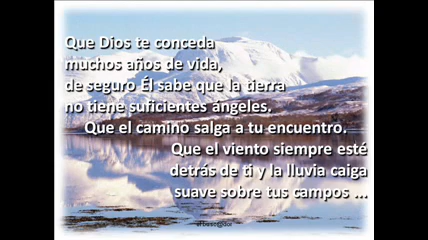 Que Dios te conceda
muchos años de vida,
de seguro Él sabe que la tierra
no tiene suficientes ángeles.
Que el camino salga a tu encuentro.
Que el viento siempre esté
detrás de ti y la lluvia caiga
suave sobre tus campos ...